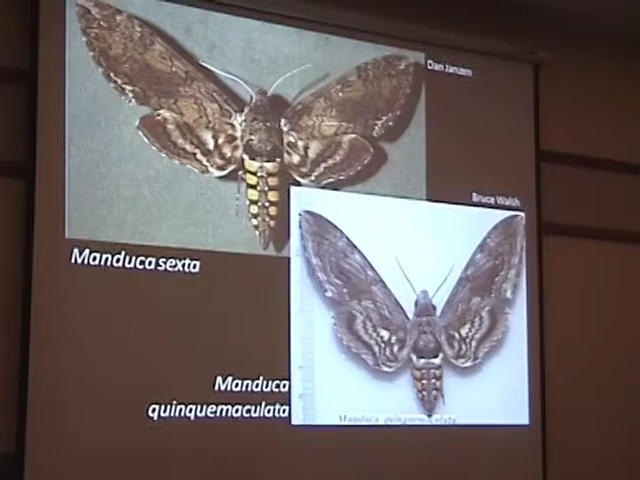 Dan Janzen
Bruce Walsh
Manduca sexta
Manduca
quinquemaculata
Manduca quinquemaculata